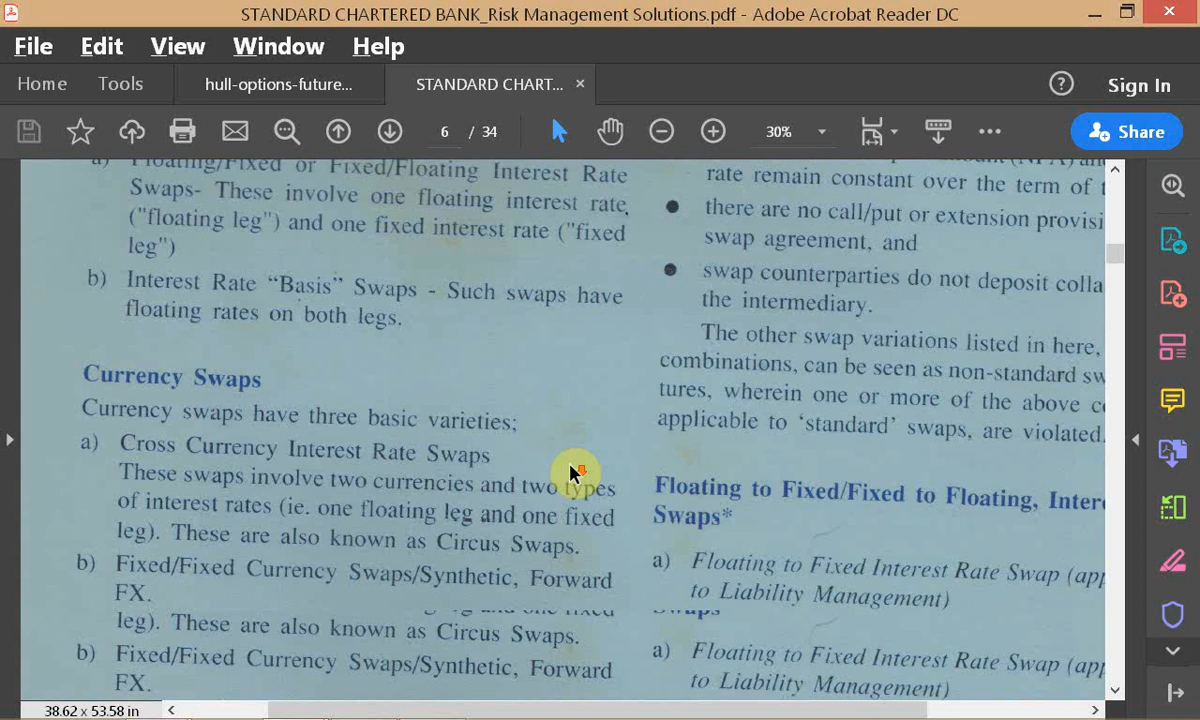 STANDARD CHARTERED BANK_Risk Management Solutions.pdf - Adobe Acrobat Reader DC
File Edit View Window Help
Home Tools hull-options-future... STANDARD CHART... × Sign In
6 / 34 30% Share
a) Floating/Fixed or Fixed/Floating Interest Rate
Swaps- These involve one floating interest rate
("floating leg") and one fixed interest rate ("fixed
leg")
b) Interest Rate “Basis” Swaps - Such swaps have
floating rates on both legs.
Currency Swaps
Currency swaps have three basic varieties;
a) Cross Currency Interest Rate Swaps
These swaps involve two currencies and two types
of interest rates (ie. one floating leg and one fixed
leg). These are also known as Circus Swaps.
b) Fixed/Fixed Currency Swaps/Synthetic, Forward
FX.
leg). These are also known as Circus Swaps.
b) Fixed/Fixed Currency Swaps/Synthetic, Forward
FX.
rate remain constant over the term of t
● there are no call/put or extension provisi
swap agreement, and
● swap counterparties do not deposit colla
the intermediary.
The other swap variations listed in here,
combinations, can be seen as non-standard sw
tures, wherein one or more of the above c
applicable to ‘standard’ swaps, are violated.
Floating to Fixed/Fixed to Floating, Inter
Swaps*
a) Floating to Fixed Interest Rate Swap (app
to Liability Management)
a) Floating to Fixed Interest Rate Swap (app
to Liability Management)
38.62 x 53.58 in